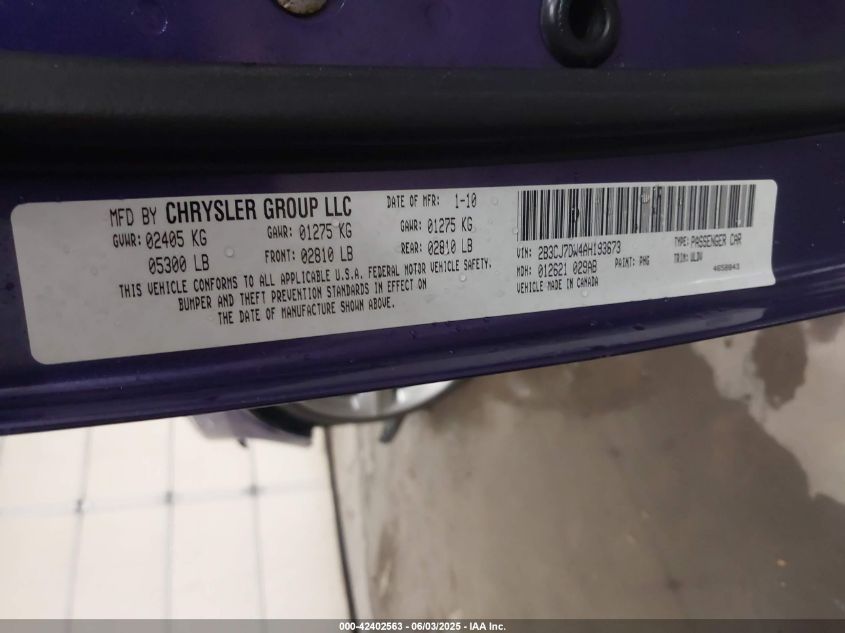 MFD BY CHRYSLER GROUP LLC DATE OF MFR: 1-10
GVWR: 02405 KG GAWR: 01275 KG GAWR: 01275 KG
05300 LB FRONT: 02810 LB REAR: 02810 LB
THIS VEHICLE CONFORMS TO ALL APPLICABLE U.S.A. FEDERAL MOTOR VEHICLE SAFETY,
BUMPER AND THEFT PREVENTION STANDARDS IN EFFECT ON
THE DATE OF MANUFACTURE SHOWN ABOVE.
VIN: 2B3CJ7DW4AH193673 TYPE: PASSENGER CAR
MDH: 012621 029AB PAINT: PHG TRIM: ULDV
VEHICLE MADE IN CANADA 4658843
000-42402563 - 06/03/2025 - IAA Inc.